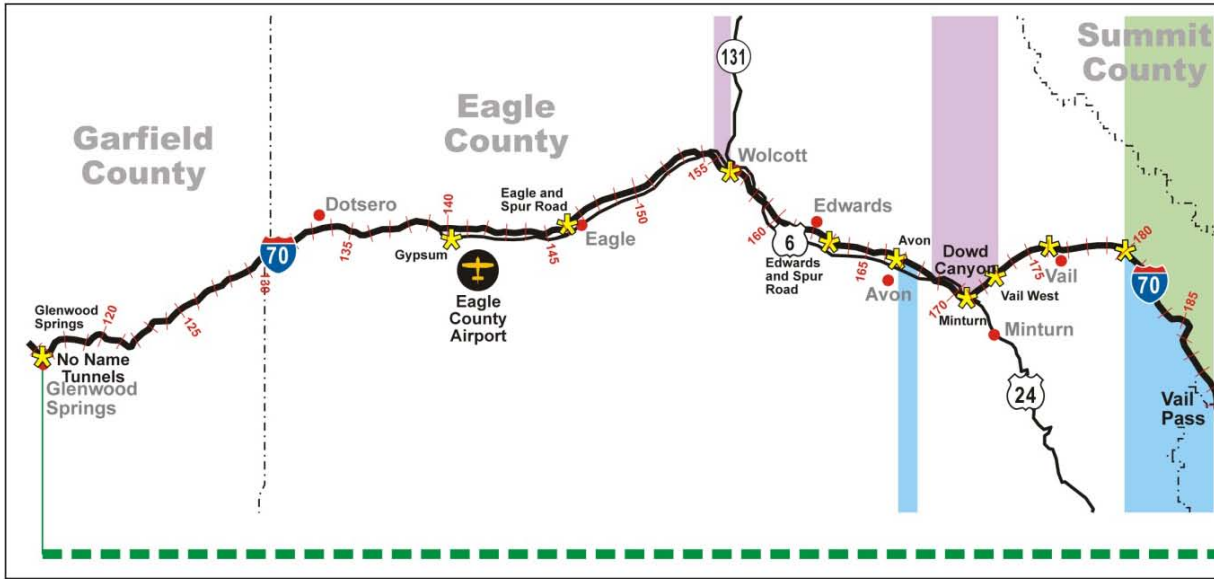 Garfield
County
Eagle
County
Summit
County
131
Wolcott
155
Dotsero
140
Eagle and
Spur Road
150
Edwards
135
Gypsum
145
Eagle
160
6
Edwards
and Spur
Road
165
Avon
Avon
Dowd
Canyon
175
Vail
180
70
70
130
Eagle
County
Airport
170
Vail West
Minturn
Minturn
185
Glenwood
Springs
120
125
No Name
Tunnels
Glenwood
Springs
24
Vail
Pass